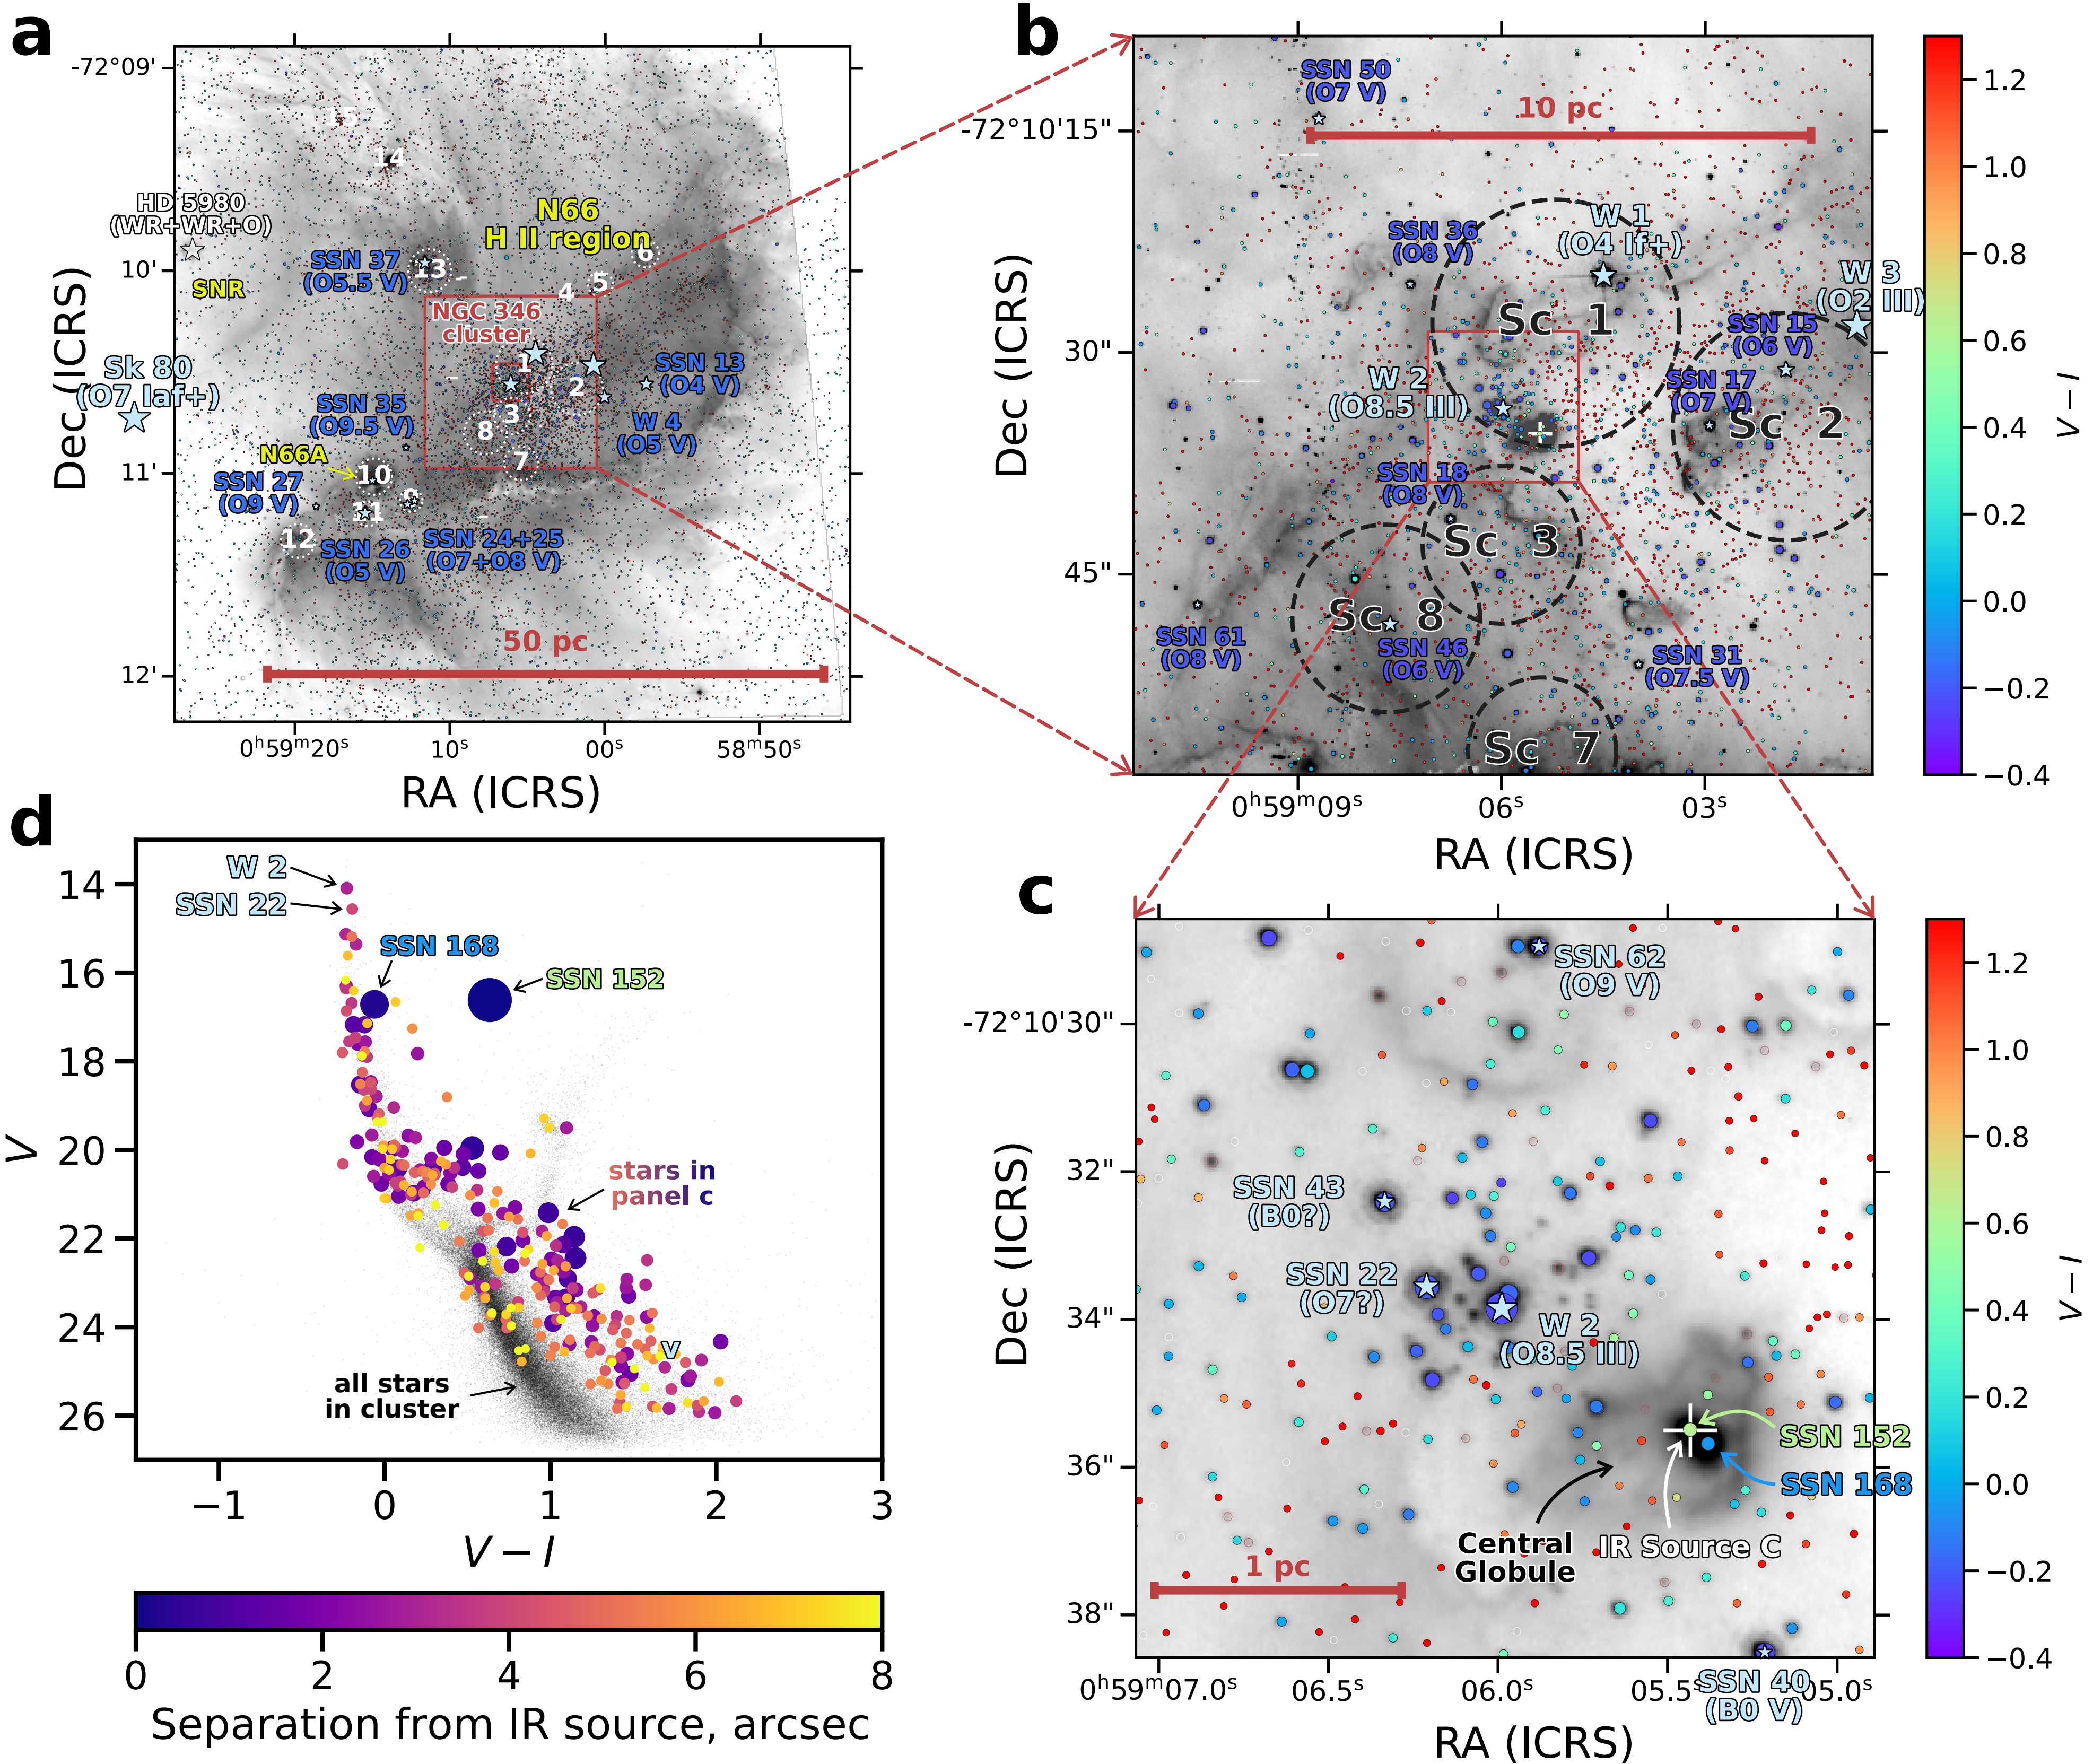 a
-72°09'
10'
11'
12'
Dec (ICRS)
0ʰ59ᵐ20ˢ
10ˢ
00ˢ
58ᵐ50ˢ
RA (ICRS)
14
HD 5980
(WR+WR+O)
SNR
N66
H II region
SSN 37
(O5.5 V)
13
6
5
4
NGC 346
cluster
1
2
3
8
7
Sk 80
(O7 Iaf+)
SSN 13
(O4 V)
W 4
(O5 V)
SSN 35
(O9.5 V)
N66A
10
SSN 27
(O9 V)
9
11
12
SSN 26
(O5 V)
SSN 24+25
(O7+O8 V)
50 pc
b
-72°10'15"
30"
45"
Dec (ICRS)
0ʰ59ᵐ09ˢ
06ˢ
03ˢ
RA (ICRS)
SSN 50
(O7 V)
10 pc
SSN 36
(O8 V)
W 1
(O4 If+)
W 3
(O2 III)
Sc 1
SSN 15
(O6 V)
W 2
(O8.5 III)
SSN 17
(O7 V)
Sc 2
SSN 18
(O8 V)
Sc 3
Sc 8
SSN 61
(O8 V)
SSN 46
(O6 V)
SSN 31
(O7.5 V)
Sc 7
1.2
1.0
0.8
0.6
0.4
0.2
0.0
−0.2
−0.4
V − I
c
-72°10'30"
32"
34"
36"
38"
Dec (ICRS)
0ʰ59ᵐ07.0ˢ
06.5ˢ
06.0ˢ
05.5ˢ
05.0ˢ
RA (ICRS)
SSN 62
(O9 V)
SSN 43
(B0?)
SSN 22
(O7?)
W 2
(O8.5 III)
SSN 152
SSN 168
Central
Globule
IR Source C
1 pc
SSN 40
(B0 V)
1.2
1.0
0.8
0.6
0.4
0.2
0.0
−0.2
−0.4
V − I
d
14
16
18
20
22
24
26
V
−1
0
1
2
3
V − I
W 2
SSN 22
SSN 168
SSN 152
stars in
panel c
v
all stars
in cluster
0
2
4
6
8
Separation from IR source, arcsec